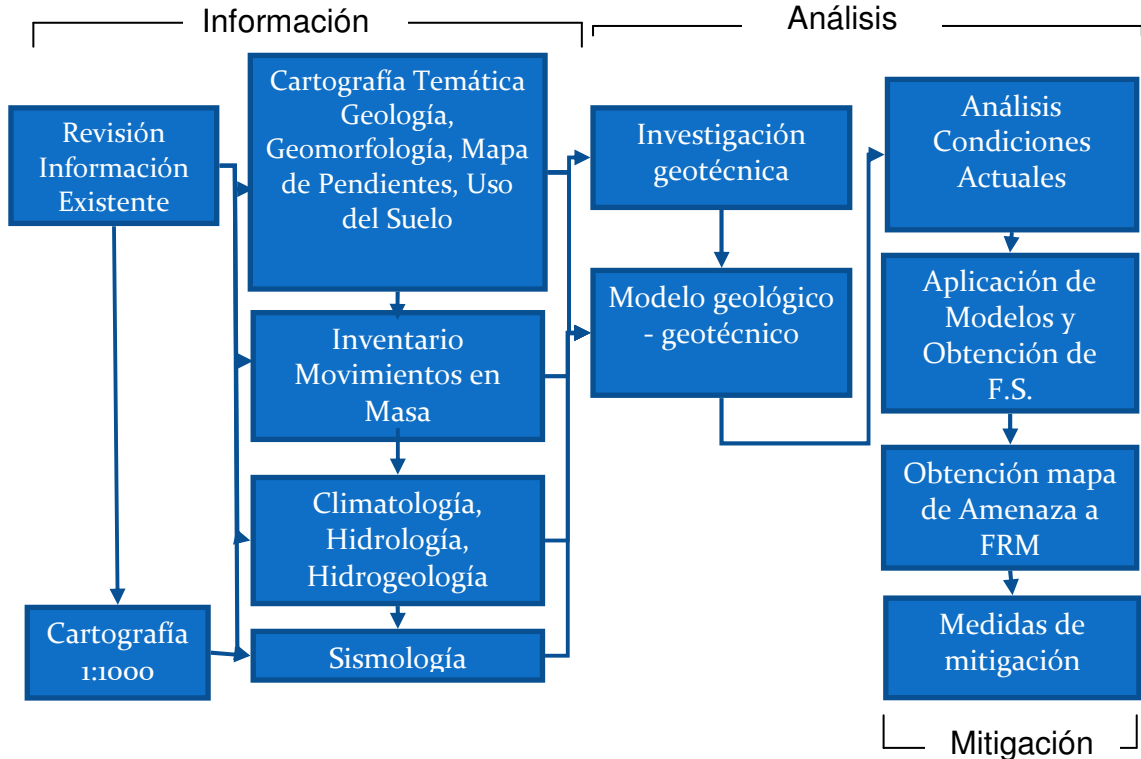 Información
Análisis
Revisión
Información
Existente
Cartografía
1:1000
Cartografía Temática
Geología,
Geomorfología, Mapa
de Pendientes, Uso
del Suelo
Inventario
Movimientos en
Masa
Climatología,
Hidrología,
Hidrogeología
Sismología
Investigación
geotécnica
Modelo geológico
- geotécnico
Análisis
Condiciones
Actuales
Aplicación de
Modelos y
Obtención de
F.S.
Obtención mapa
de Amenaza a
FRM
Medidas de
mitigación
Mitigación